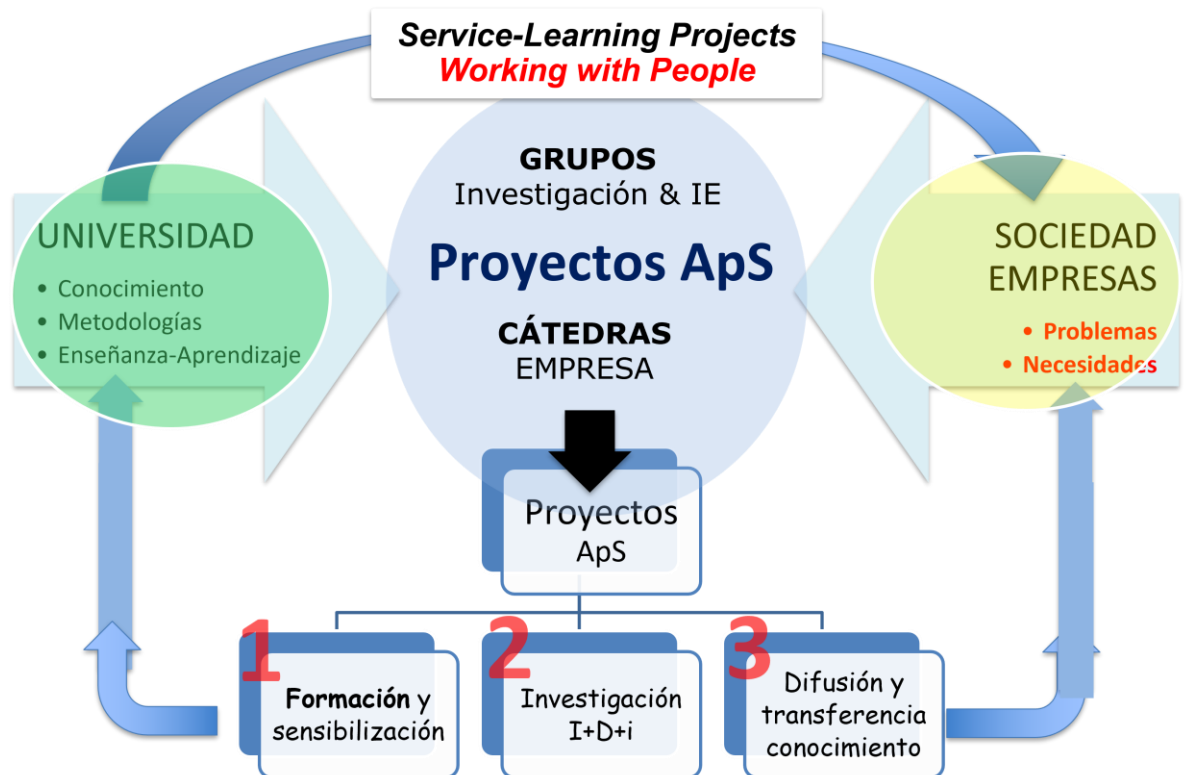 Service-Learning Projects
Working with People
GRUPOS
Investigación & IE
Proyectos ApS
CÁTEDRAS
EMPRESA
UNIVERSIDAD
• Conocimiento
• Metodologías
• Enseñanza-Aprendizaje
SOCIEDAD
EMPRESAS
• Problemas
• Necesidades
Proyectos
ApS
1
Formación y
sensibilización
2
Investigación
I+D+i
3
Difusión y
transferencia
conocimiento